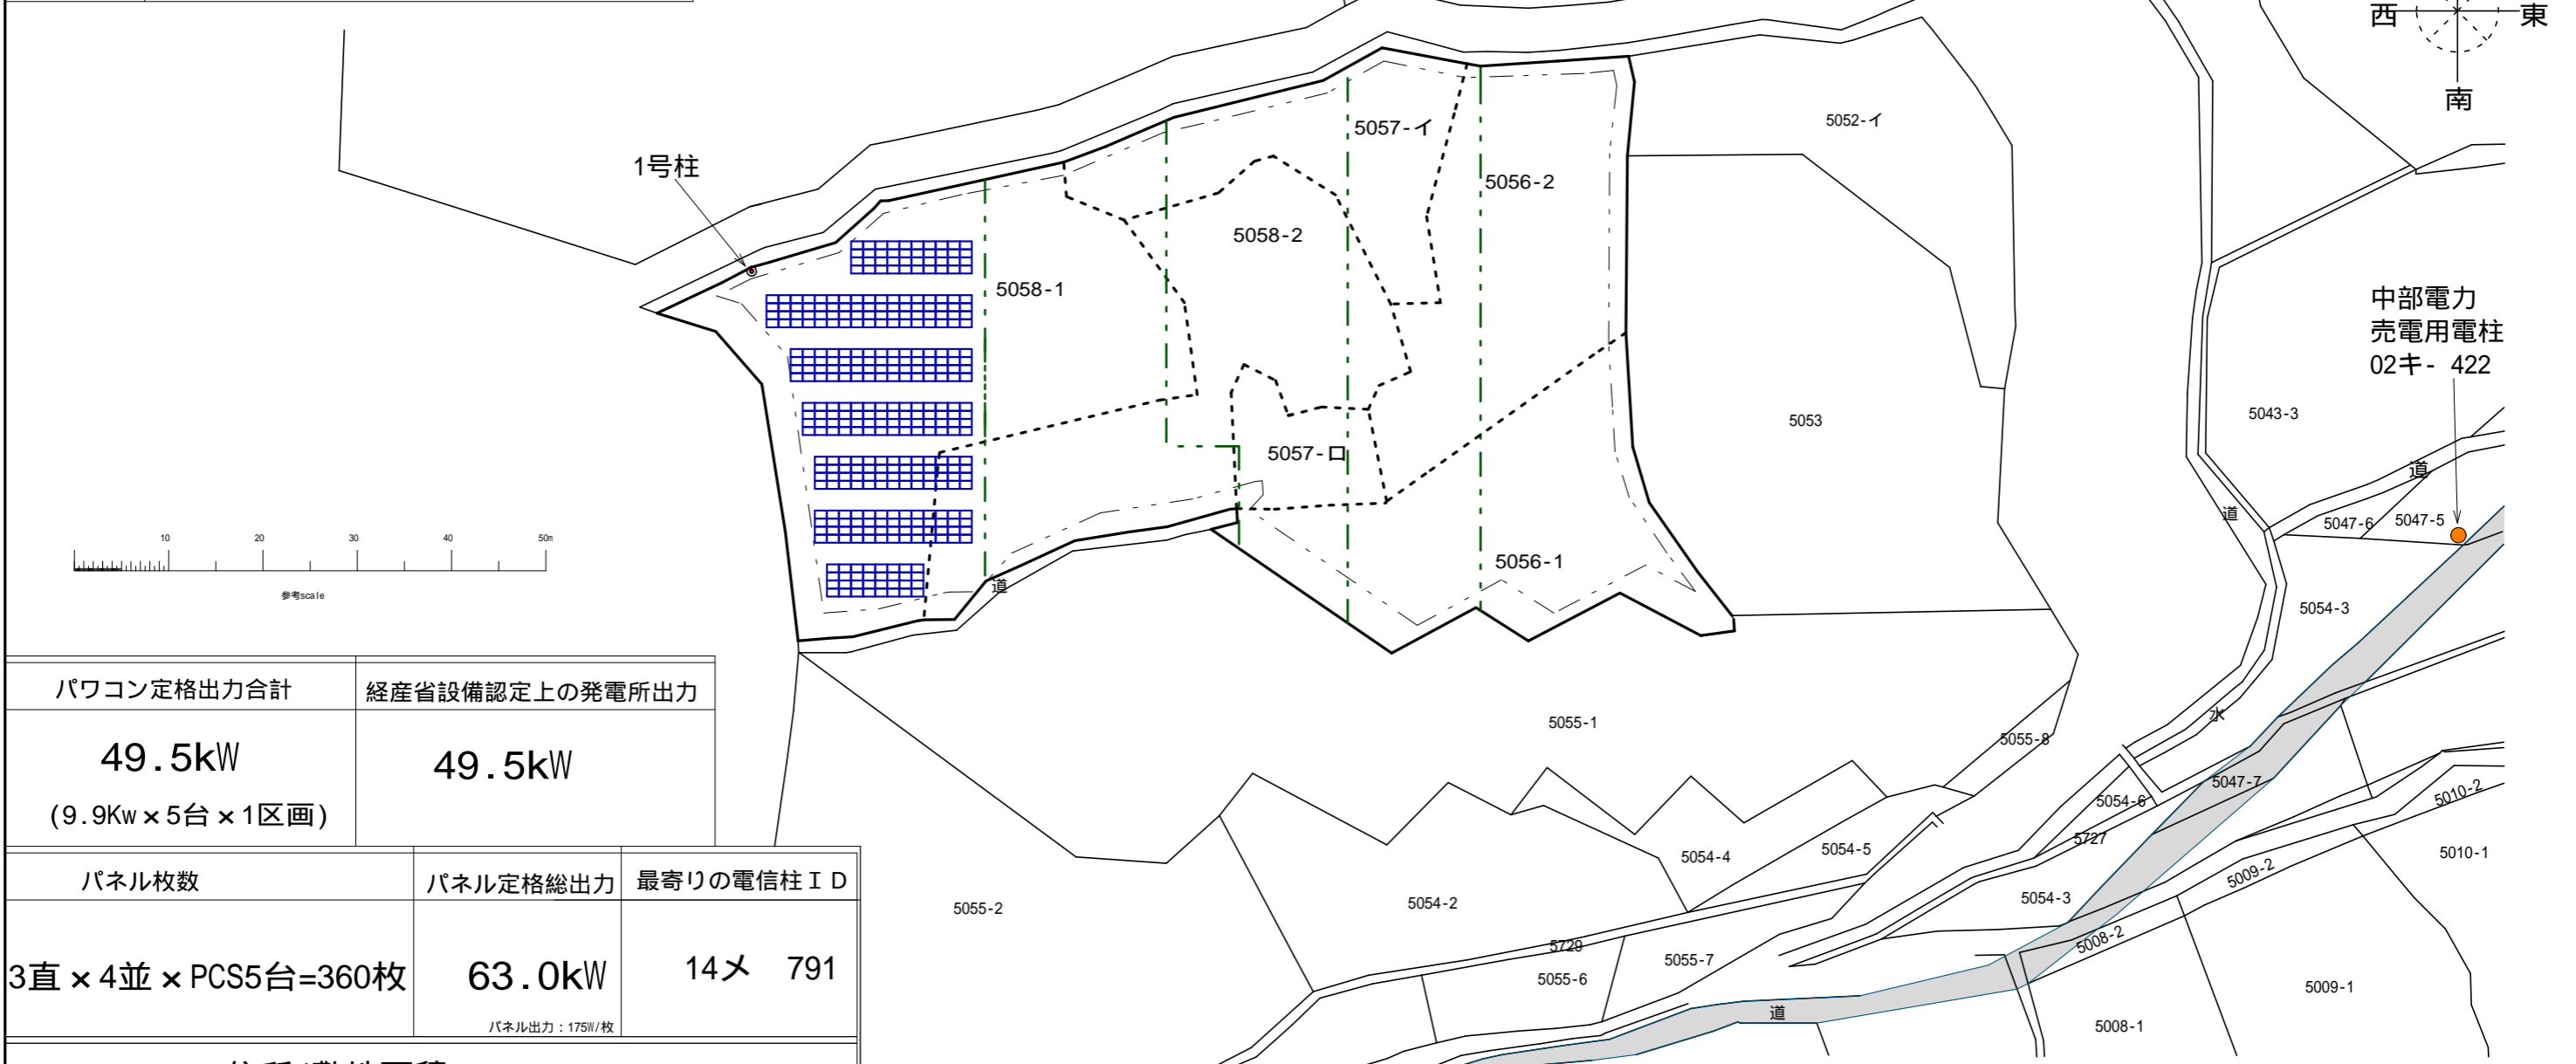 西
東
南
1号柱
5057-イ
5056-2
5052-イ
5058-2
5058-1
中部電力
売電用電柱
02キ- 422
5053
5043-3
5057-ロ
道
道
5047-6
5047-5
5056-1
道
5054-3
10
20
30
40
50m
参考scale
パワコン定格出力合計
経産省設備認定上の発電所出力
49.5kW
49.5kW
(9.9Kw×5台×1区画)
5055-1
水
5055-8
5047-7
5054-6
5010-2
5727
5054-4
5054-5
5010-1
5009-2
5054-3
5055-2
5054-2
パネル枚数
パネル定格総出力
最寄りの電信柱ID
3直×4並×PCS5台=360枚
63.0kW
14メ 791
パネル出力：175W/枚
5729
5008-2
5055-7
5055-6
5009-1
道
5008-1